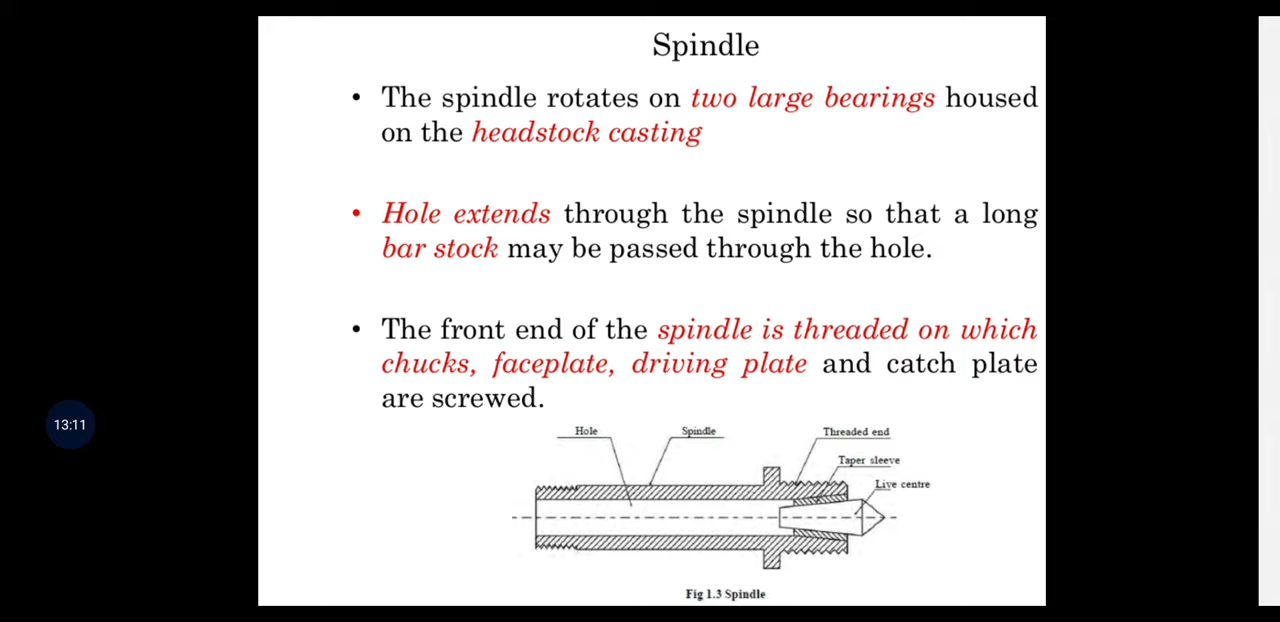 Spindle
• The spindle rotates on two large bearings housed
on the headstock casting
• Hole extends through the spindle so that a long
bar stock may be passed through the hole.
• The front end of the spindle is threaded on which
chucks, faceplate, driving plate and catch plate
are screwed.
13:11
Hole
Spindle
Threaded end
Taper sleeve
Live centre
Fig 1.3 Spindle